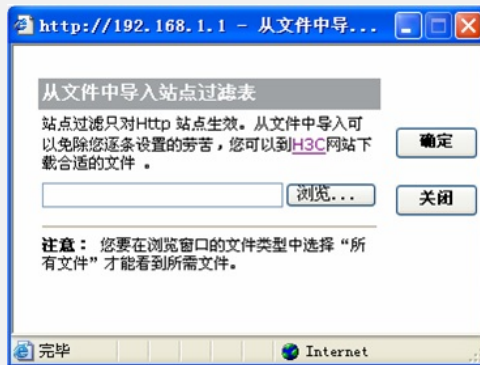 http://192.168.1.1 - 从文件中导...
从文件中导入站点过滤表
站点过滤只对Http 站点生效。从文件中导入可
以免除您逐条设置的劳苦，您可以到H3C网站下
载合适的文件 。
确定
浏览...
关闭
注意： 您要在浏览窗口的文件类型中选择“所
有文件”才能看到所需文件。
完毕
Internet